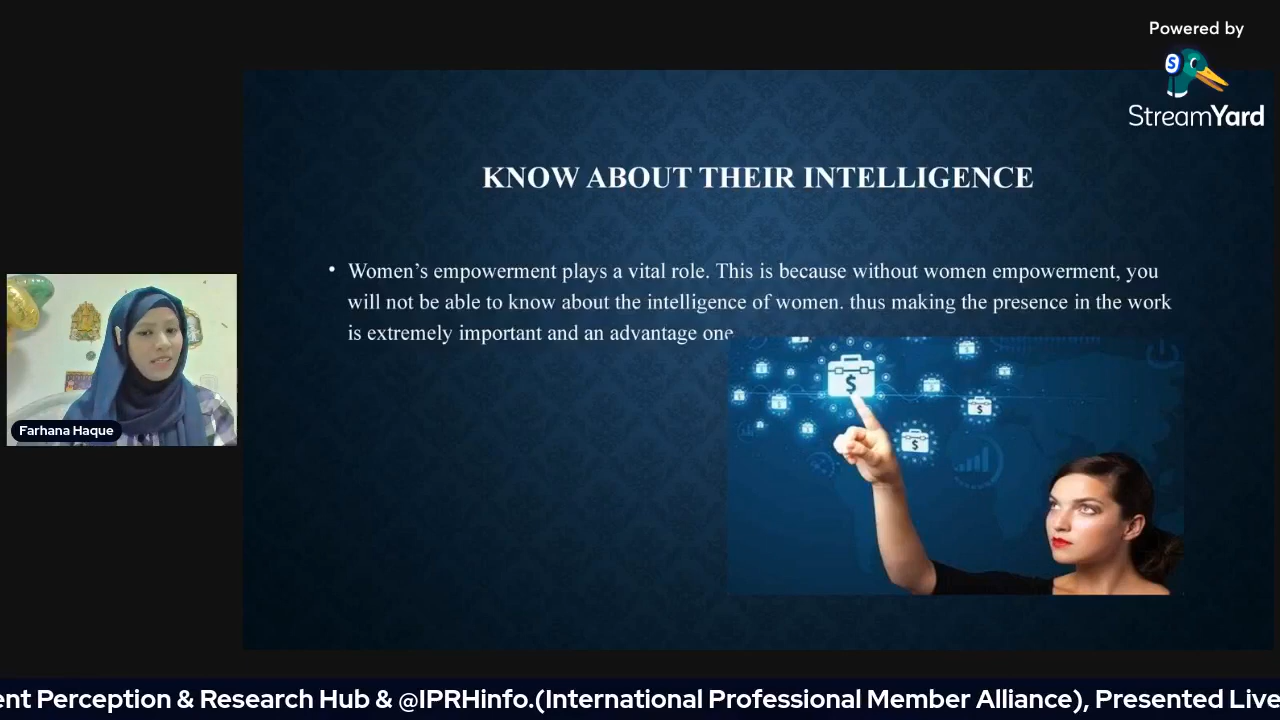 Powered by
StreamYard
KNOW ABOUT THEIR INTELLIGENCE
• Women’s empowerment plays a vital role. This is because without women empowerment, you
will not be able to know about the intelligence of women. thus making the presence in the work
is extremely important and an advantage one
Farhana Haque
Perception & Research Hub & @IPRHinfo.(International Professional Member Alliance), Presented Live